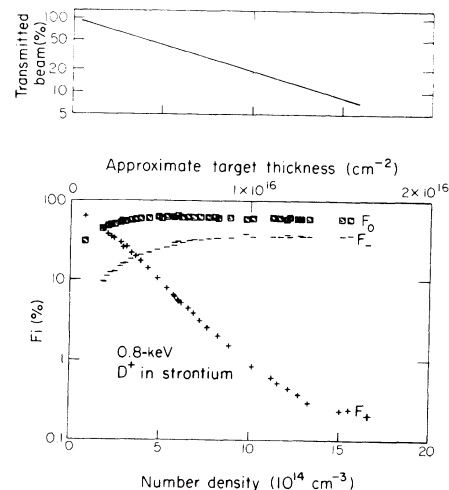 Transmitted
beam(%)
100
50
20
10
5
Approximate target thickness (cm⁻²)
0
1×10¹⁶
2×10¹⁶
100
10
1
0.1
Fi (%)
F₀
F₋
F₊
0.8-keV
D⁺ in strontium
0
5
10
15
20
Number density (10¹⁴ cm⁻³)